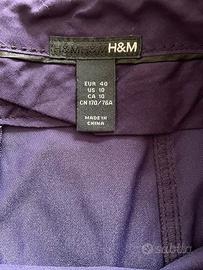 H&M H&M
EUR 40
US 10
CA 10
CN 170/76A
MADE IN
CHINA
subito